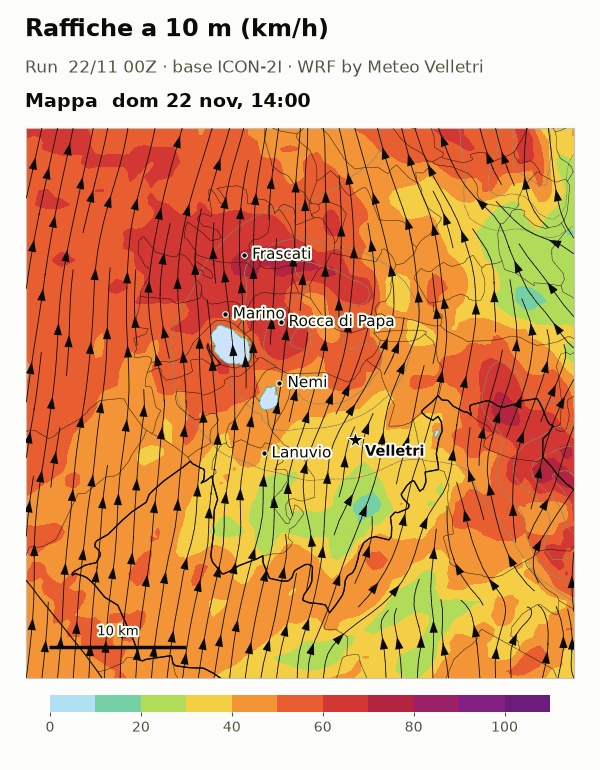 Raffiche a 10 m (km/h)
Run  22/11 00Z · base ICON-2I · WRF by Meteo Velletri
Mappa  dom 22 nov, 14:00
Frascati
Marino
Rocca di Papa
Nemi
Velletri
Lanuvio
10 km
0 20 40 60 80 100